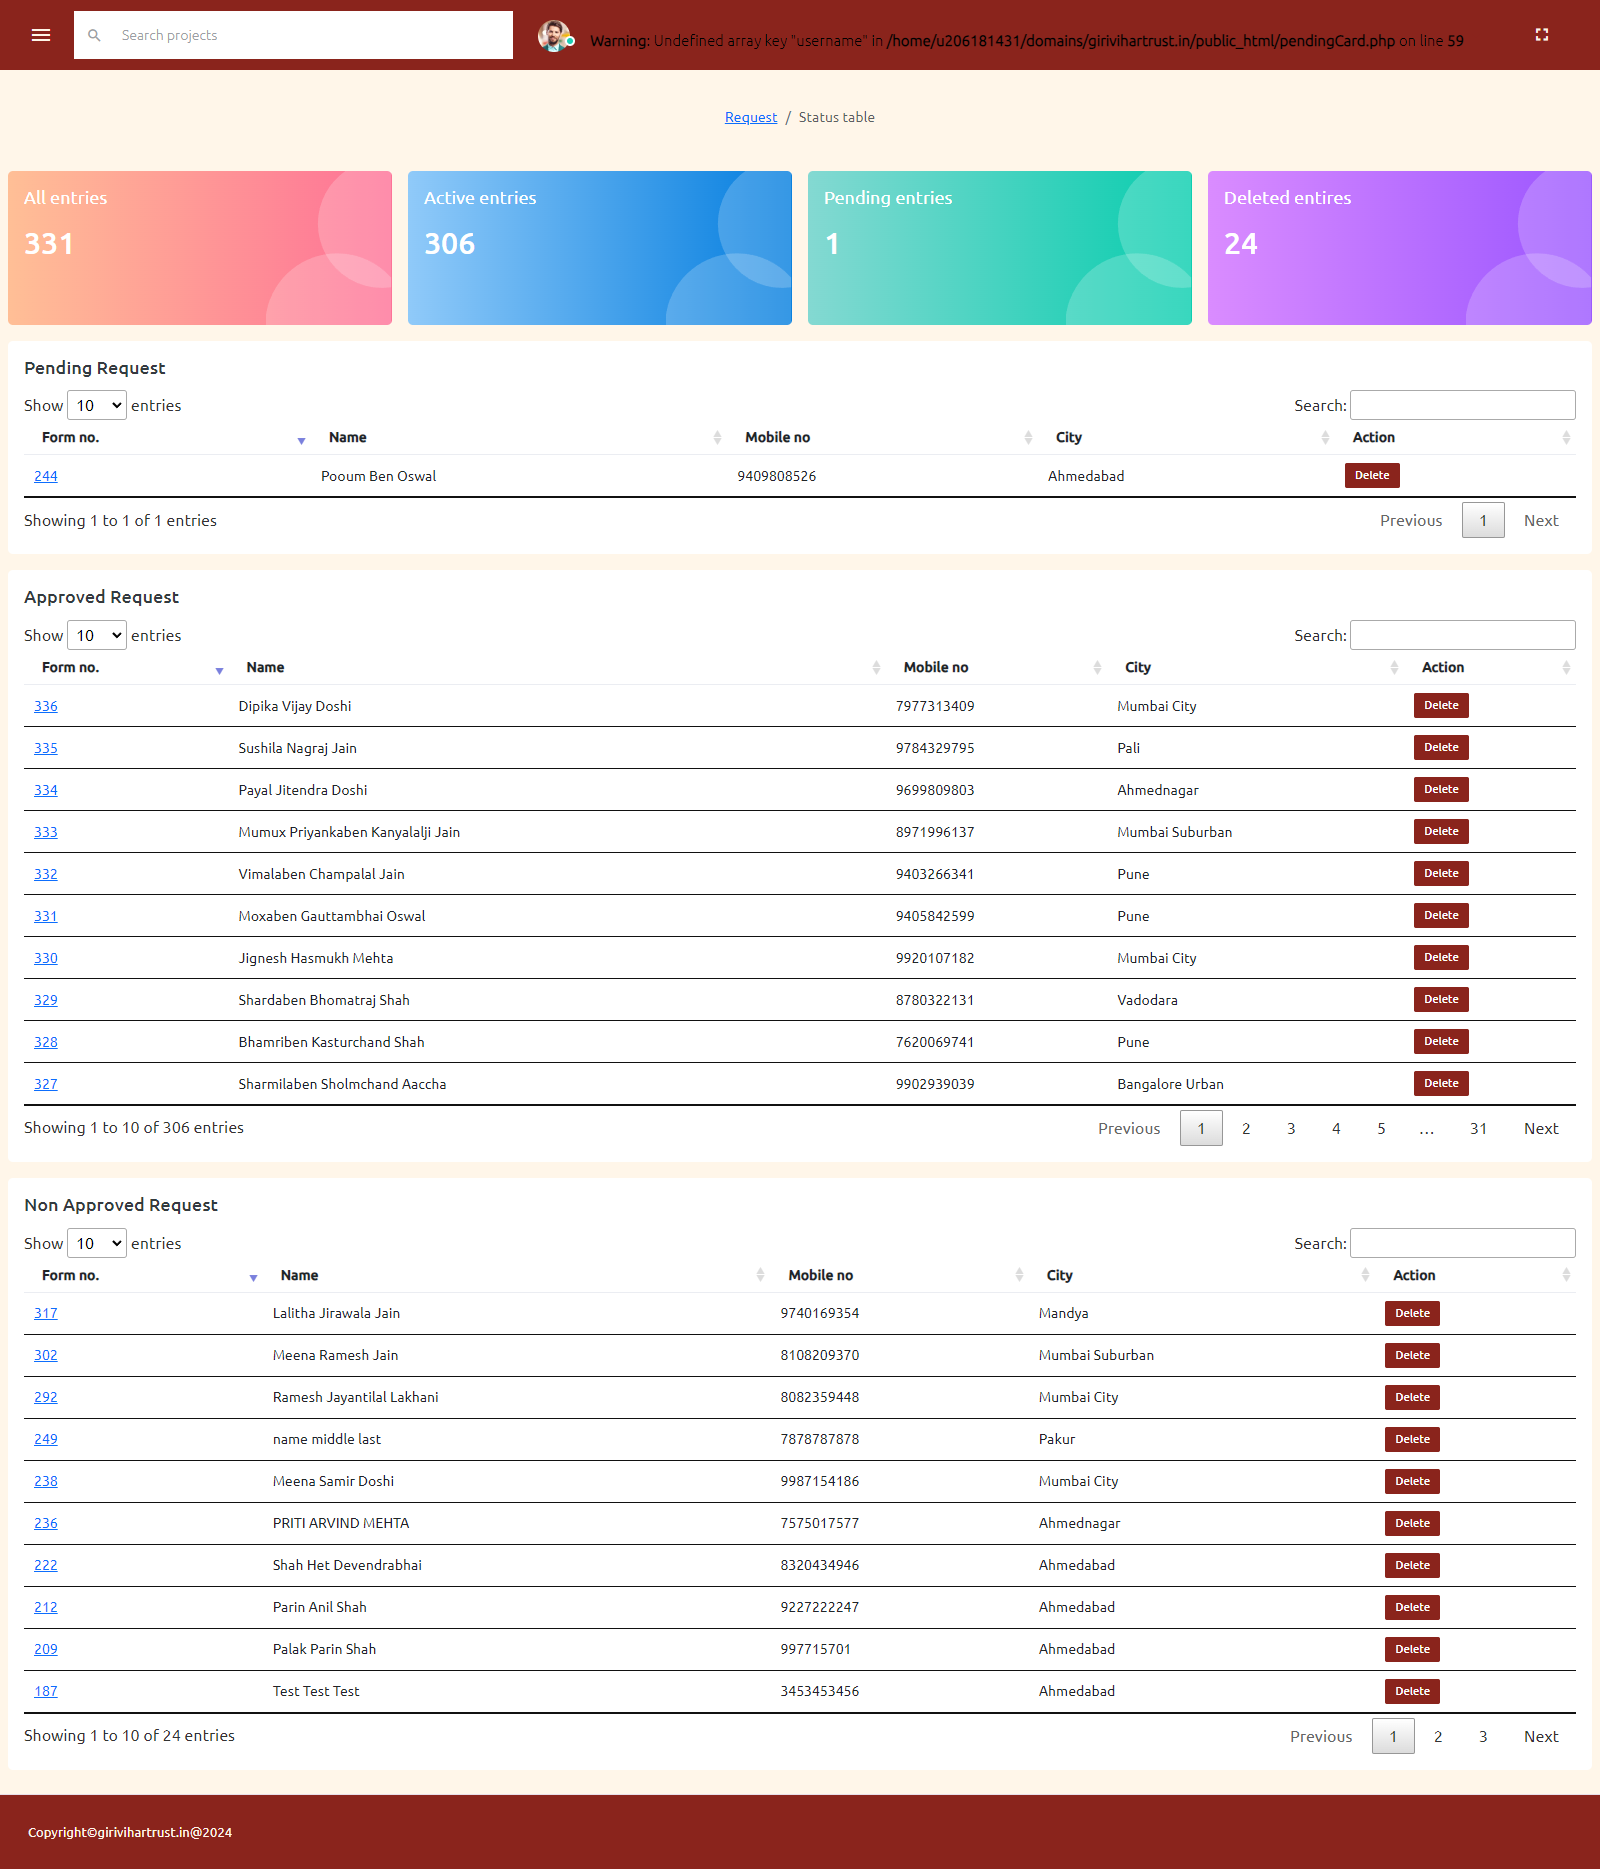 Search projects
Warning: Undefined array key "username" in /home/u206181431/domains/girivihartrust.in/public_html/pendingCard.php on line 59
Request / Status table
All entries
331
Active entries
306
Pending entries
1
Deleted entires
24
Pending Request
Show 10 entries Search:
Form no. Name Mobile no City Action
244 Pooum Ben Oswal 9409808526 Ahmedabad Delete
Showing 1 to 1 of 1 entries Previous 1 Next
Approved Request
Show 10 entries Search:
Form no. Name Mobile no City Action
336 Dipika Vijay Doshi 7977313409 Mumbai City Delete
335 Sushila Nagraj Jain 9784329795 Pali Delete
334 Payal Jitendra Doshi 9699809803 Ahmednagar Delete
333 Mumux Priyankaben Kanyalalji Jain 8971996137 Mumbai Suburban Delete
332 Vimalaben Champalal Jain 9403266341 Pune Delete
331 Moxaben Gauttambhai Oswal 9405842599 Pune Delete
330 Jignesh Hasmukh Mehta 9920107182 Mumbai City Delete
329 Shardaben Bhomatraj Shah 8780322131 Vadodara Delete
328 Bhamriben Kasturchand Shah 7620069741 Pune Delete
327 Sharmilaben Sholmchand Aaccha 9902939039 Bangalore Urban Delete
Showing 1 to 10 of 306 entries Previous 1 2 3 4 5 … 31 Next
Non Approved Request
Show 10 entries Search:
Form no. Name Mobile no City Action
317 Lalitha Jirawala Jain 9740169354 Mandya Delete
302 Meena Ramesh Jain 8108209370 Mumbai Suburban Delete
292 Ramesh Jayantilal Lakhani 8082359448 Mumbai City Delete
249 name middle last 7878787878 Pakur Delete
238 Meena Samir Doshi 9987154186 Mumbai City Delete
236 PRITI ARVIND MEHTA 7575017577 Ahmednagar Delete
222 Shah Het Devendrabhai 8320434946 Ahmedabad Delete
212 Parin Anil Shah 9227222247 Ahmedabad Delete
209 Palak Parin Shah 997715701 Ahmedabad Delete
187 Test Test Test 3453453456 Ahmedabad Delete
Showing 1 to 10 of 24 entries Previous 1 2 3 Next
Copyright©girivihartrust.in@2024